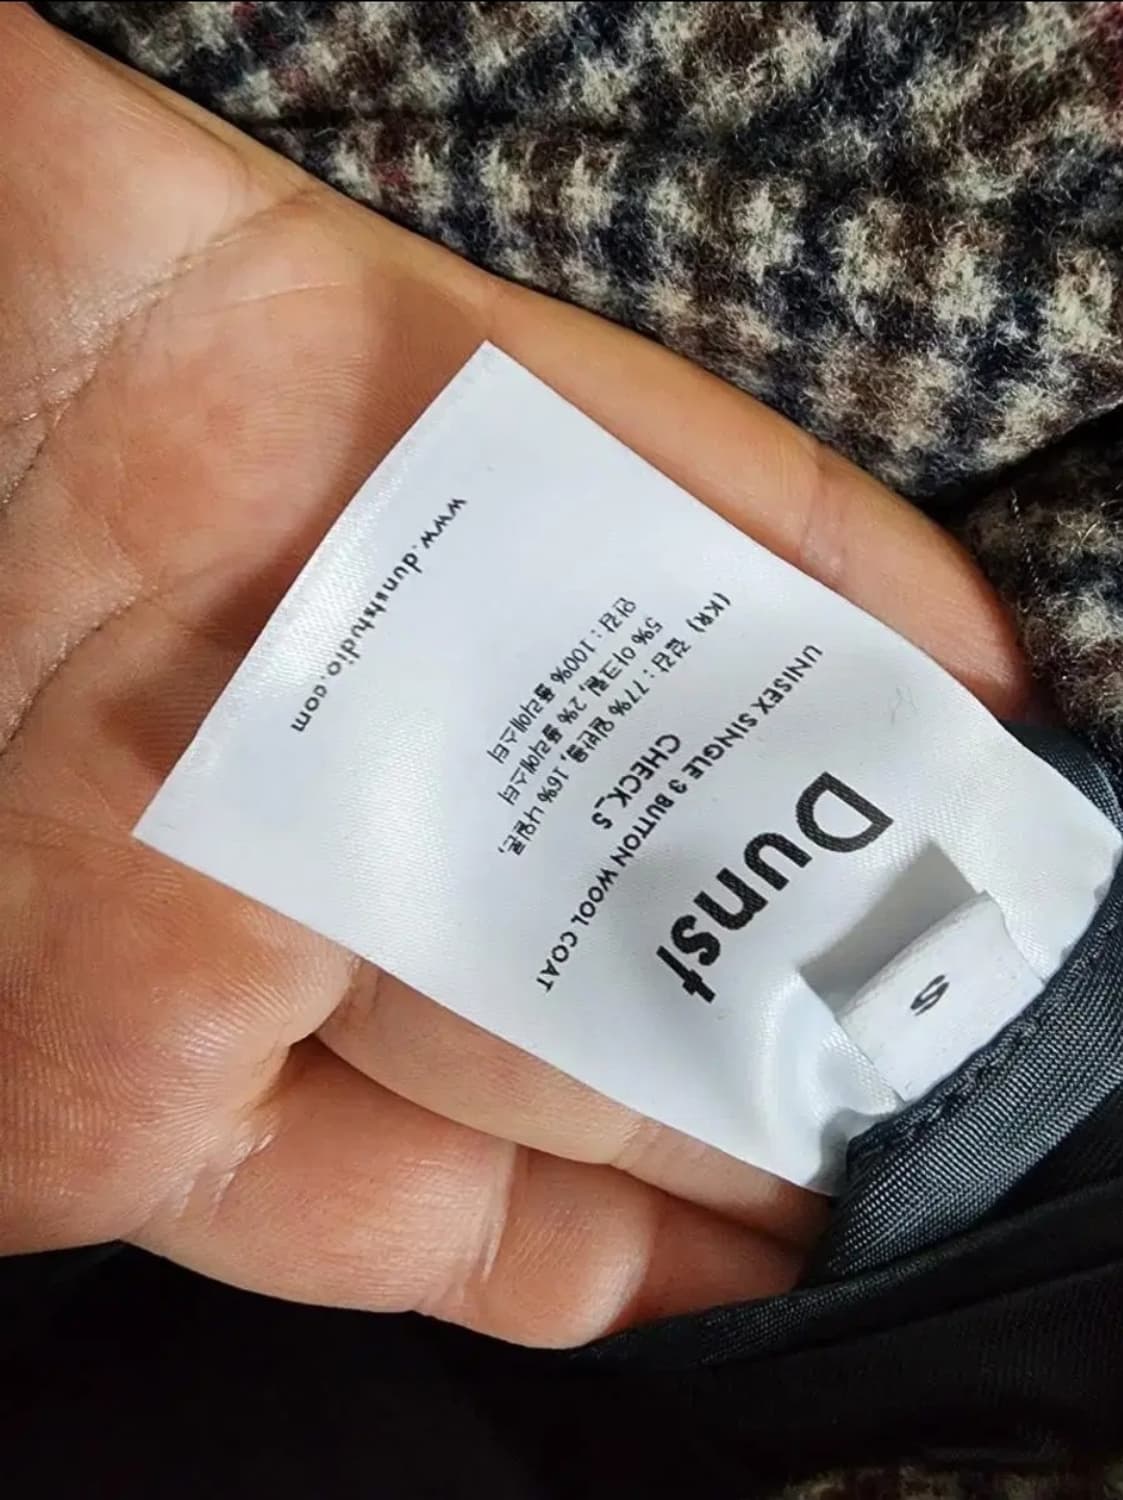 S
Dunst
UNISEX SINGLE 3 BUTTON WOOL COAT
CHECK_S
(KR) 겉감 : 77% 일반울, 16% 나일론,
5% 아크릴, 2% 폴리에스터
안감 : 100% 폴리에스터
www.dunststudio.com